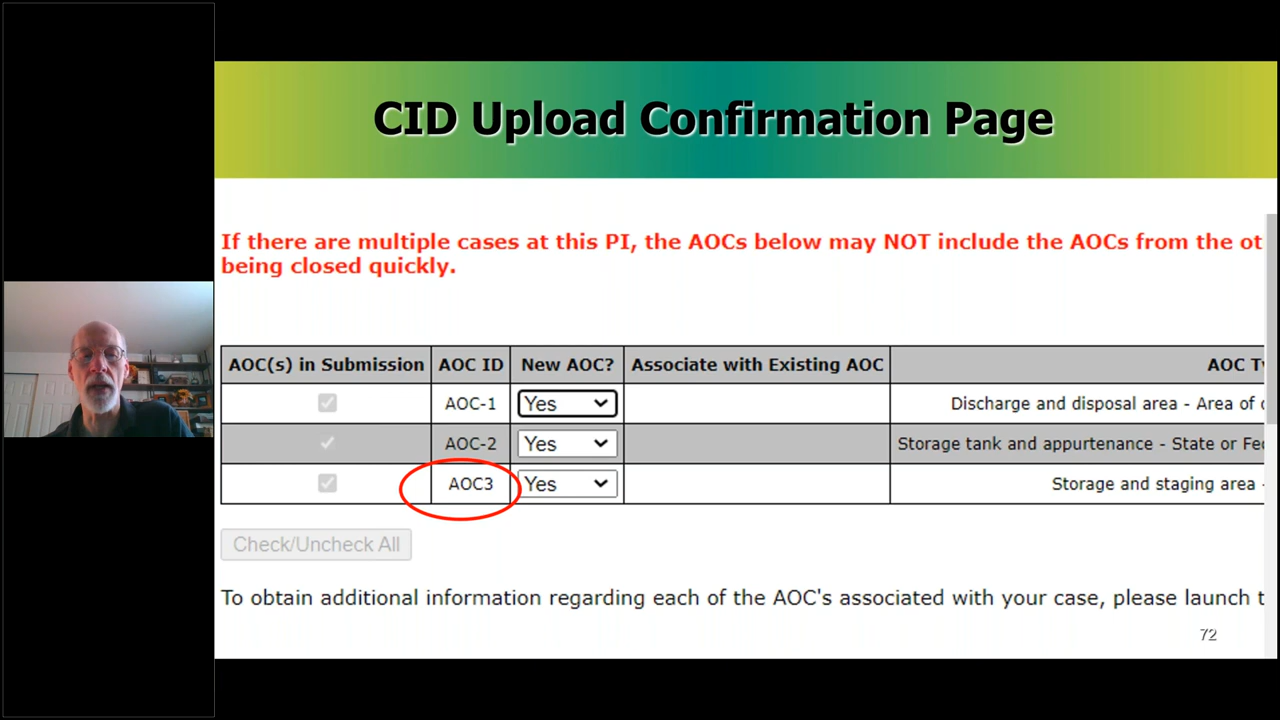 CID Upload Confirmation Page
If there are multiple cases at this PI, the AOCs below may NOT include the AOCs from the
being closed quickly.
AOC(s) in Submission AOC ID New AOC? Associate with Existing AOC AOC
AOC-1 Yes Discharge and disposal area - Area of
AOC-2 Yes Storage tank and appurtenance - State or
AOC3 Yes Storage and staging area -
Check/Uncheck All
To obtain additional information regarding each of the AOC's associated with your case, please launch
72